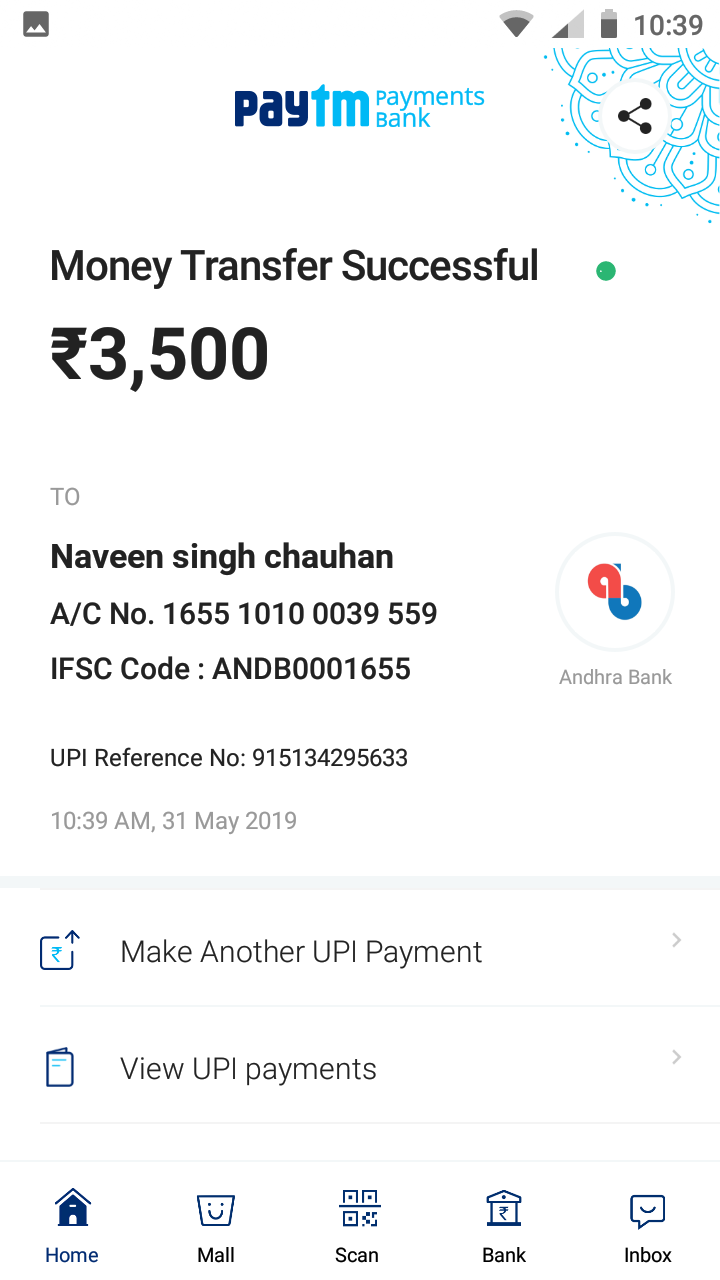 10:39
paytm Payments
Bank
Money Transfer Successful
₹3,500
TO
Naveen singh chauhan
A/C No. 1655 1010 0039 559
IFSC Code : ANDB0001655
Andhra Bank
UPI Reference No: 915134295633
10:39 AM, 31 May 2019
Make Another UPI Payment
View UPI payments
Home Mall Scan Bank Inbox